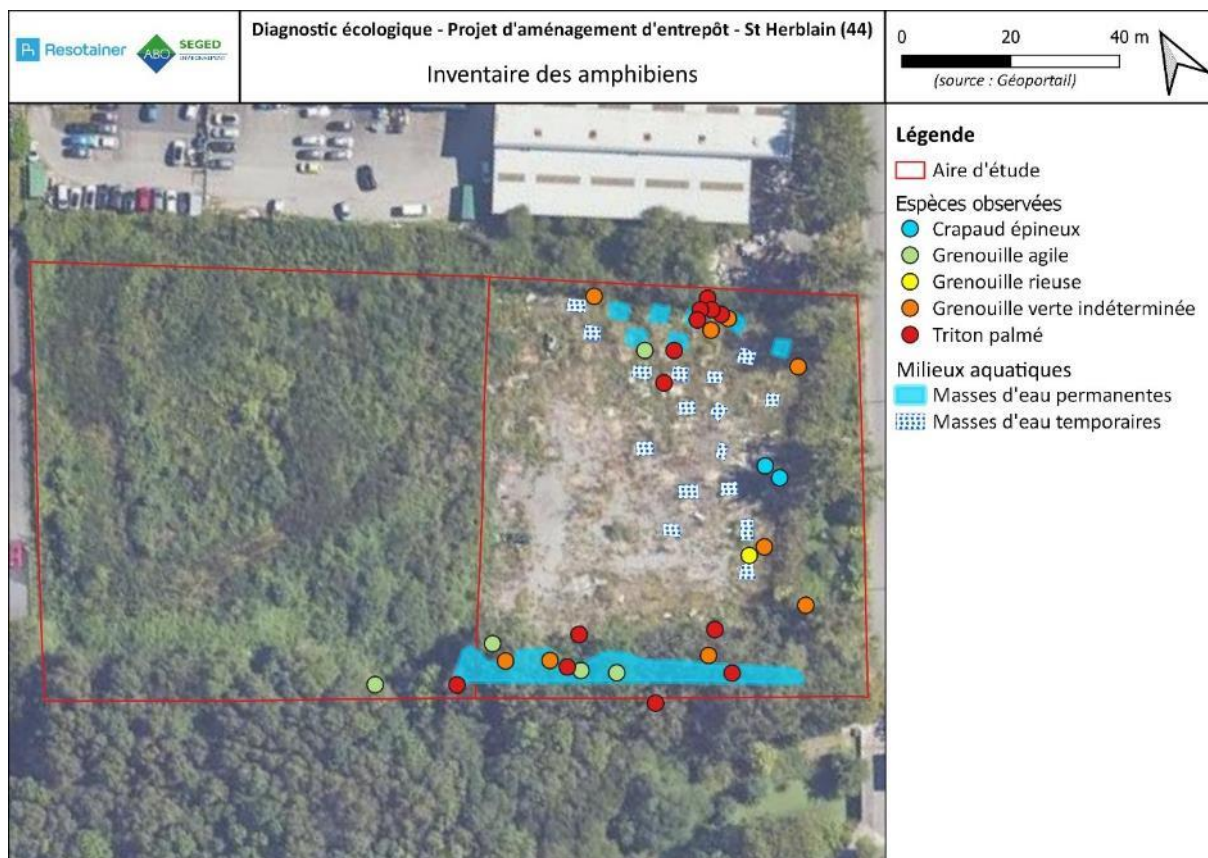 Resotainer
ABO
SEGED
ENVIRONNEMENT
Diagnostic écologique - Projet d'aménagement d'entrepôt - St Herblain (44)
Inventaire des amphibiens
0 20 40 m
(source : Géoportail)
Légende
Aire d'étude
Espèces observées
Crapaud épineux
Grenouille agile
Grenouille rieuse
Grenouille verte indéterminée
Triton palmé
Milieux aquatiques
Masses d'eau permanentes
Masses d'eau temporaires